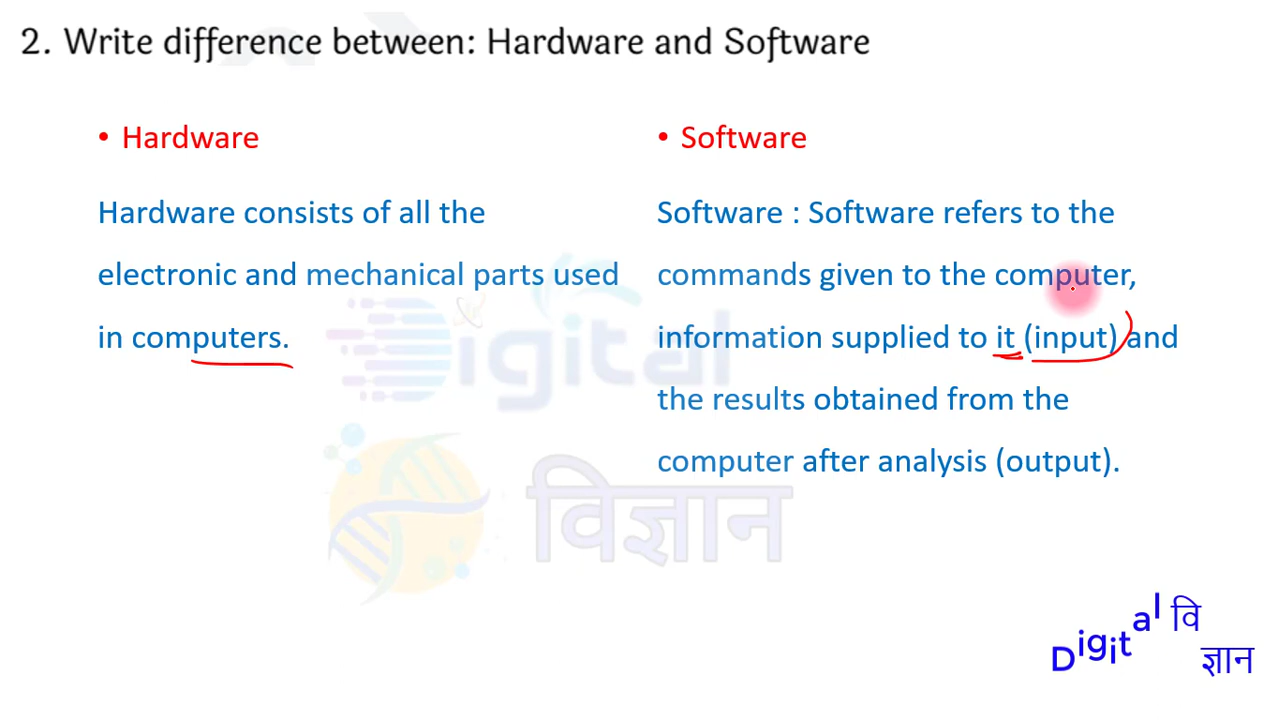 2. Write difference between: Hardware and Software
• Hardware
Hardware consists of all the
electronic and mechanical parts used
in computers.
• Software
Software : Software refers to the
commands given to the computer,
information supplied to it (input) and
the results obtained from the
computer after analysis (output).
Digital
विज्ञान
Digital वि
ज्ञान